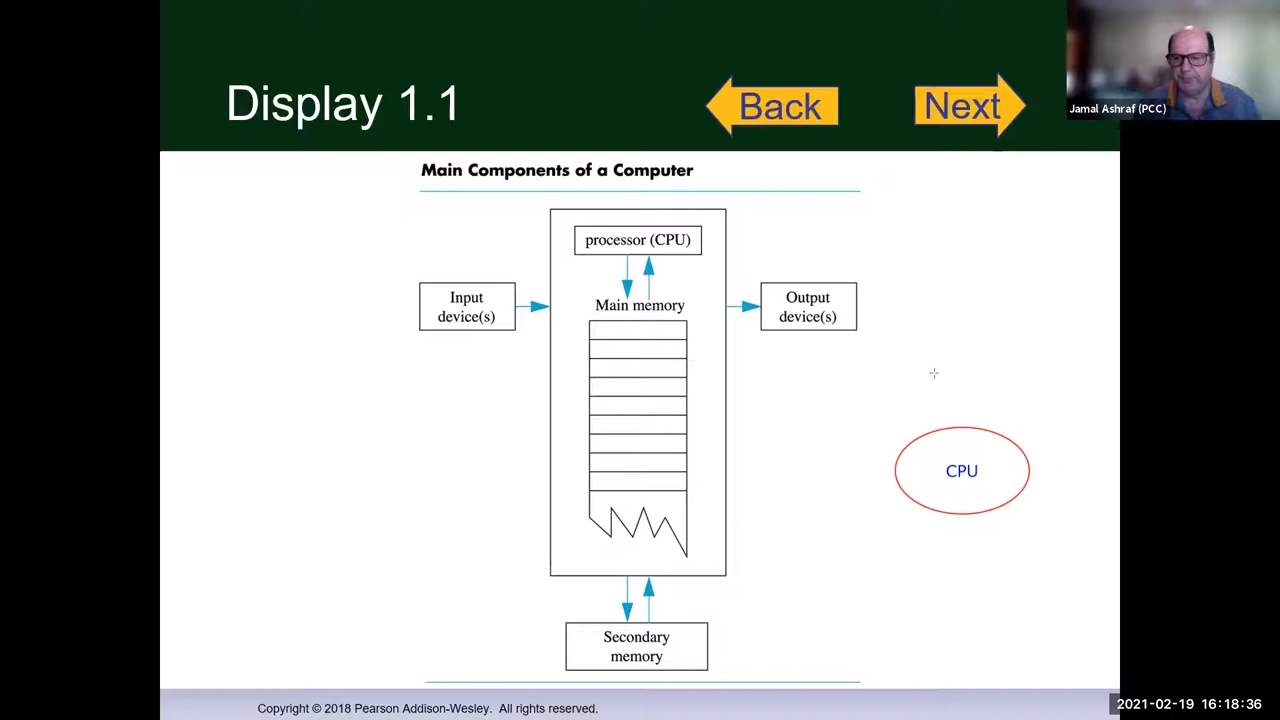 Display 1.1
Back
Next
Jamal Ashraf (PCC)
Main Components of a Computer
processor (CPU)
Input
device(s)
Main memory
Output
device(s)
CPU
Secondary
memory
Copyright © 2018 Pearson Addison-Wesley. All rights reserved.
2021-02-19 16:18:36